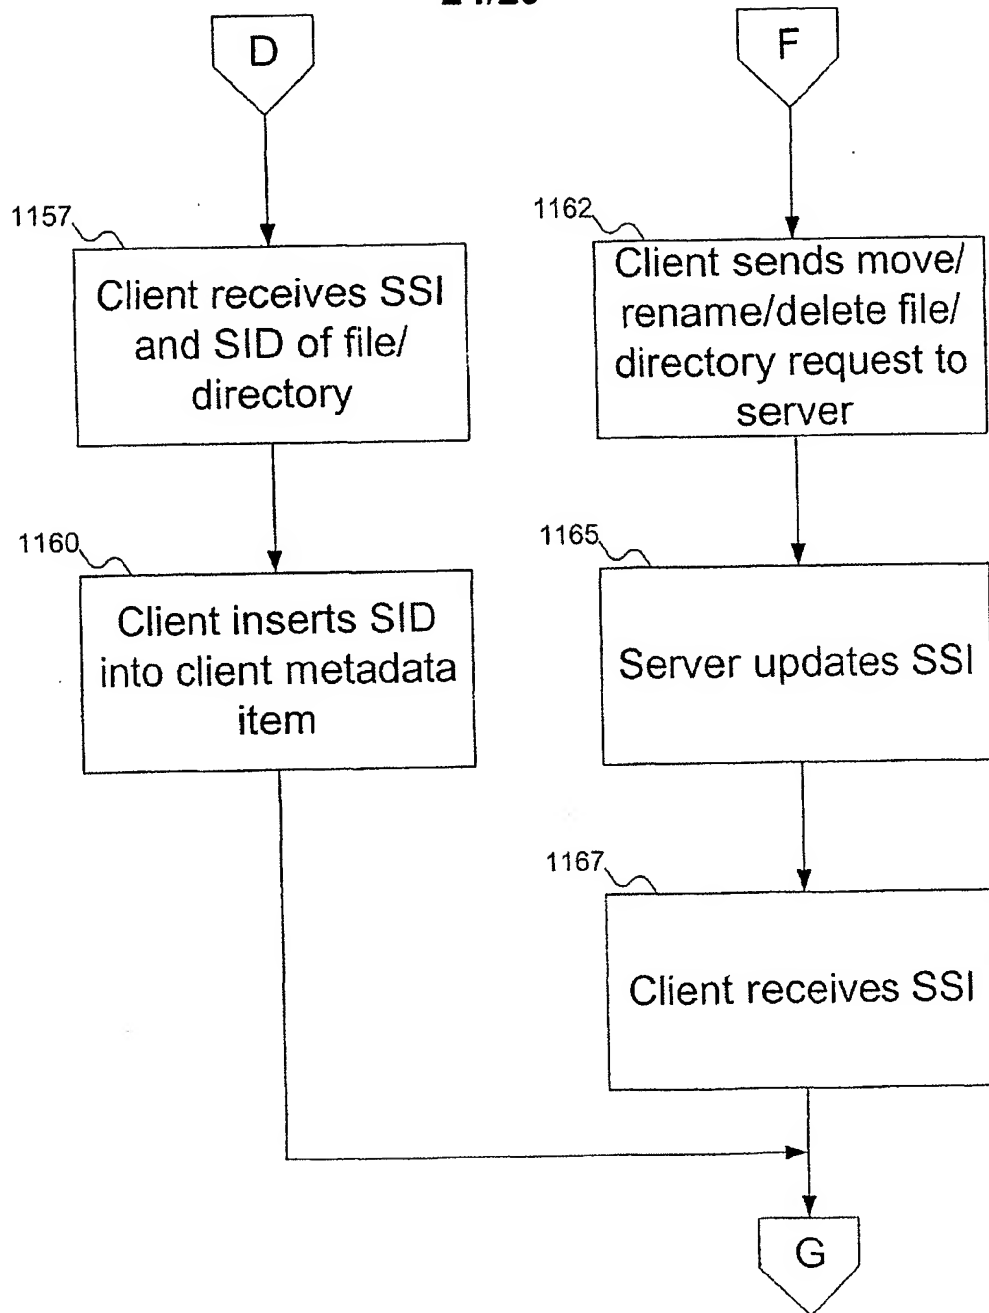 D
F
1157
Client receives SSI
and SID of file/
directory
1162
Client sends move/
rename/delete file/
directory request to
server
1160
Client inserts SID
into client metadata
item
1165
Server updates SSI
1167
Client receives SSI
G